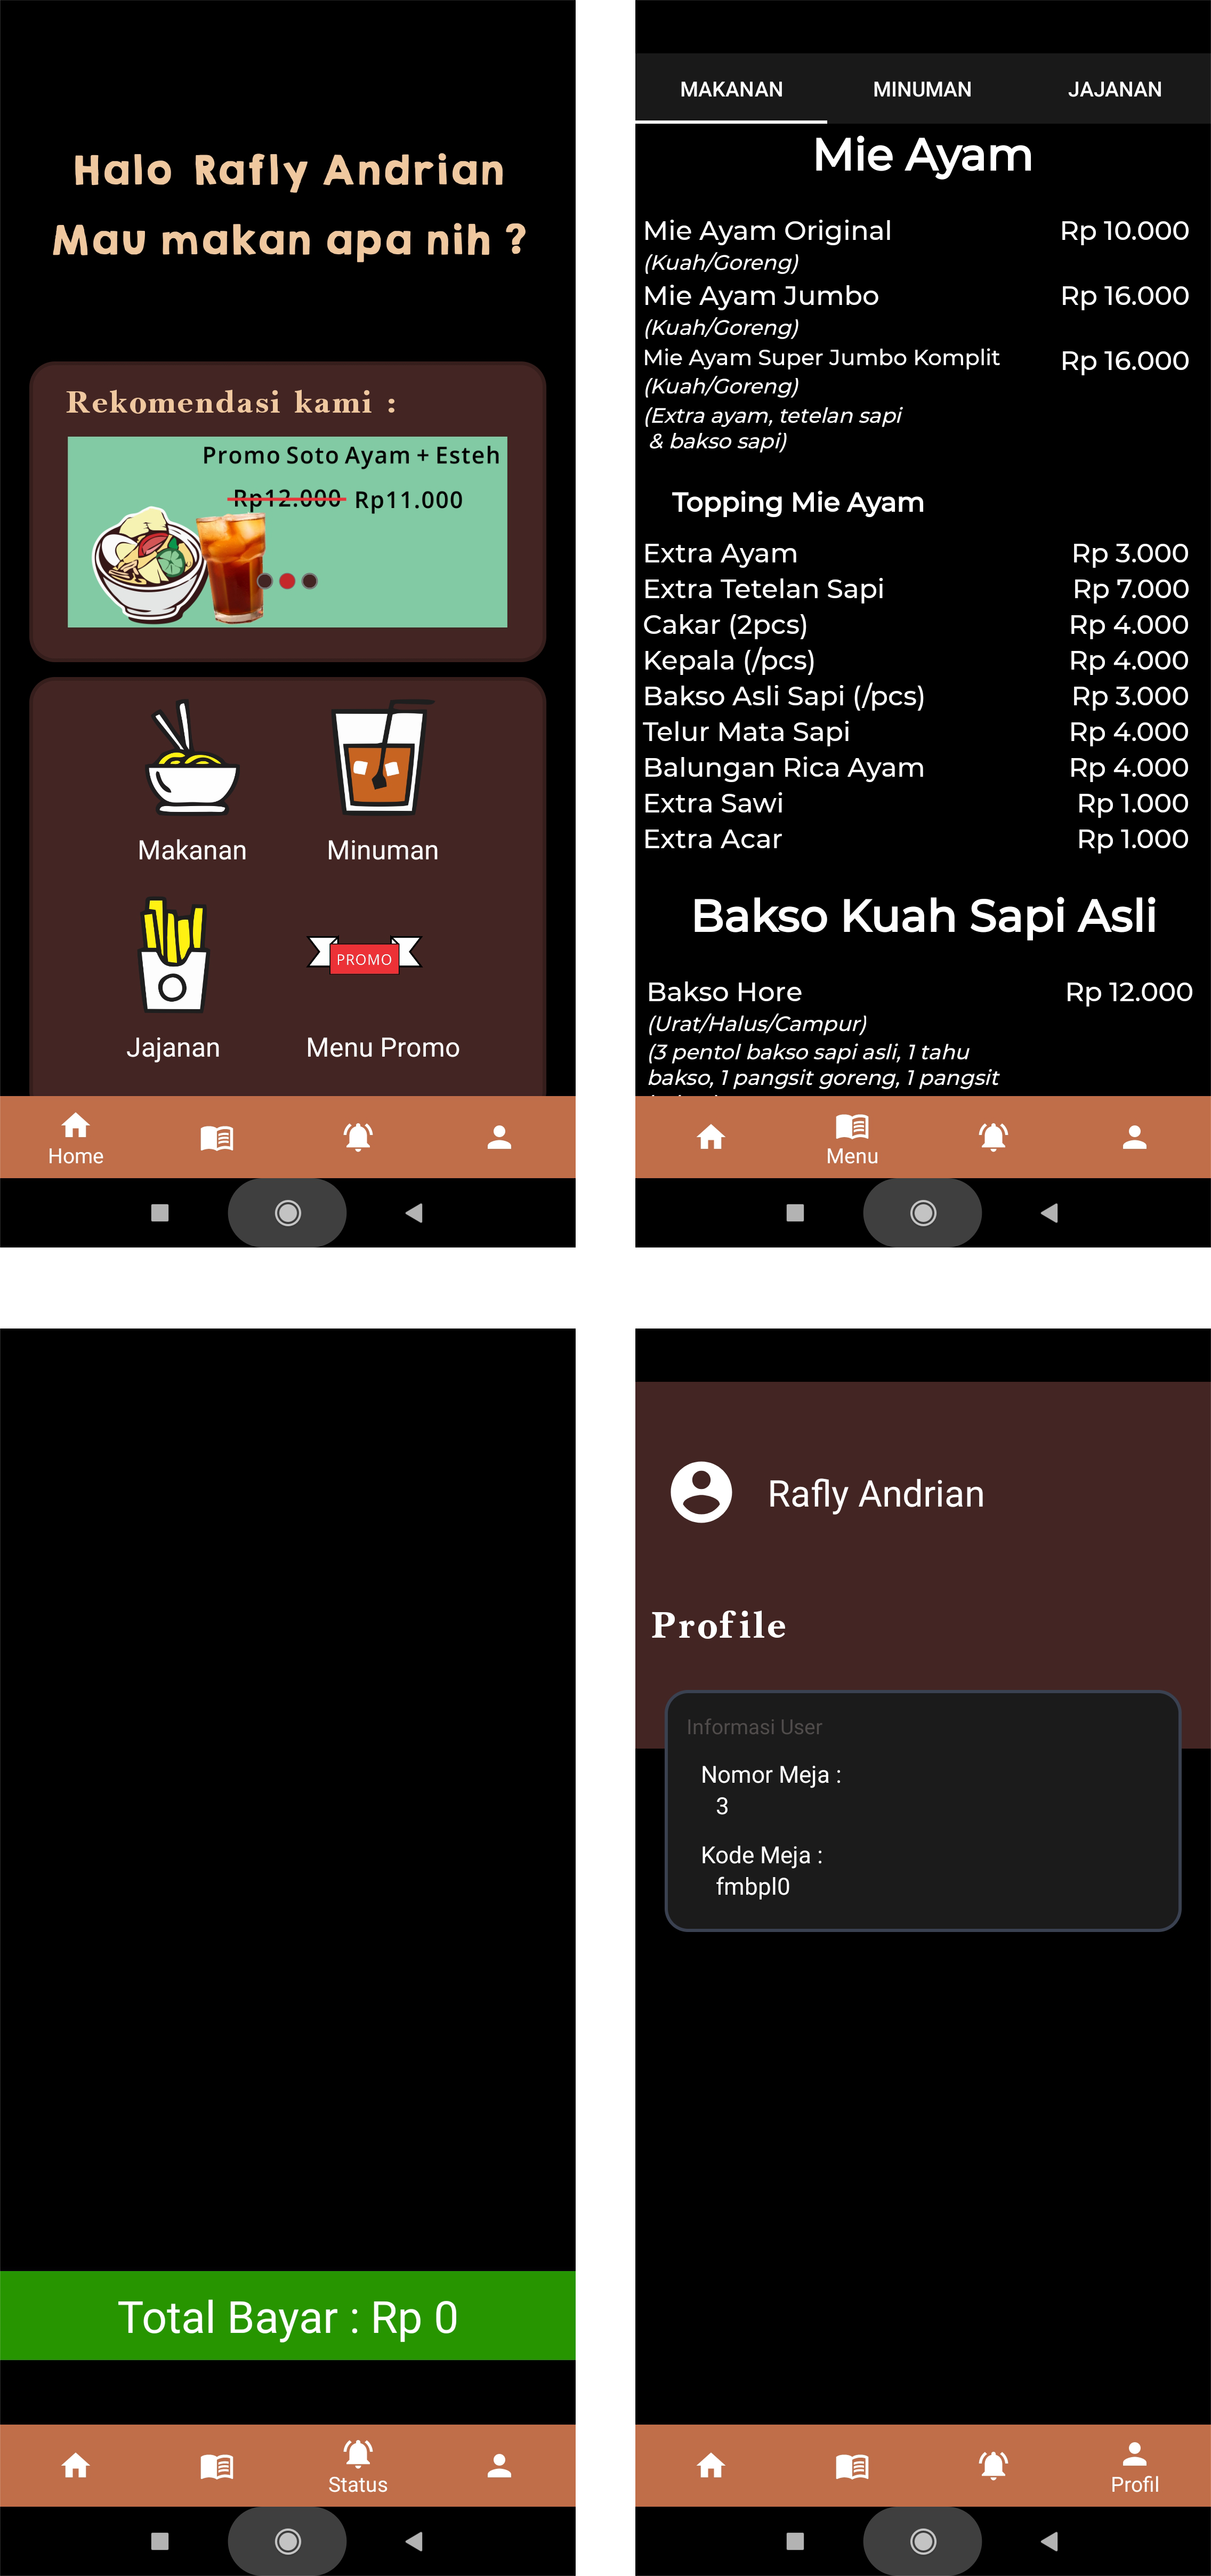 Halo Rafly Andrian
Mau makan apa nih ?
Rekomendasi kami :
Promo Soto Ayam + Esteh
Rp12.000 Rp11.000
Makanan
Minuman
PROMO
Jajanan
Menu Promo
Home
MAKANAN
MINUMAN
JAJANAN
Mie Ayam
Mie Ayam Original Rp 10.000
(Kuah/Goreng)
Mie Ayam Jumbo Rp 16.000
(Kuah/Goreng)
Mie Ayam Super Jumbo Komplit Rp 16.000
(Kuah/Goreng)
(Extra ayam, tetelan sapi
& bakso sapi)
Topping Mie Ayam
Extra Ayam Rp 3.000
Extra Tetelan Sapi Rp 7.000
Cakar (2pcs) Rp 4.000
Kepala (/pcs) Rp 4.000
Bakso Asli Sapi (/pcs) Rp 3.000
Telur Mata Sapi Rp 4.000
Balungan Rica Ayam Rp 4.000
Extra Sawi Rp 1.000
Extra Acar Rp 1.000
Bakso Kuah Sapi Asli
Bakso Hore Rp 12.000
(Urat/Halus/Campur)
(3 pentol bakso sapi asli, 1 tahu
bakso, 1 pangsit goreng, 1 pangsit
Menu
Total Bayar : Rp 0
Status
Rafly Andrian
Profile
Informasi User
Nomor Meja :
3
Kode Meja :
fmbpl0
Profil